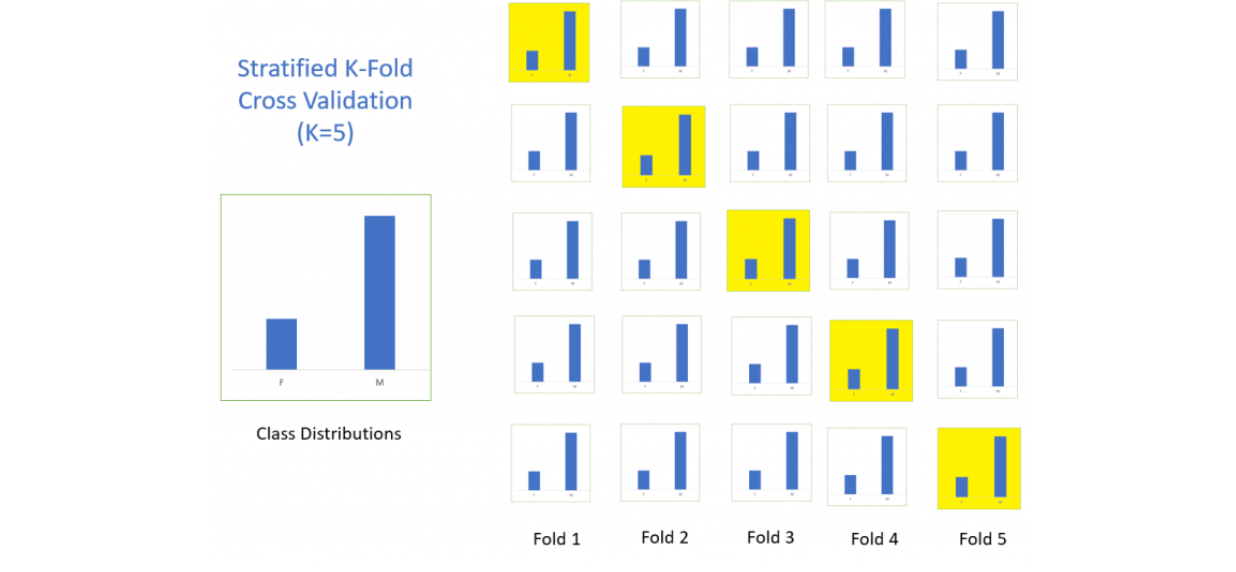 Stratified K-Fold
Cross Validation
(K=5)
F M
Class Distributions
Fold 1 Fold 2 Fold 3 Fold 4 Fold 5